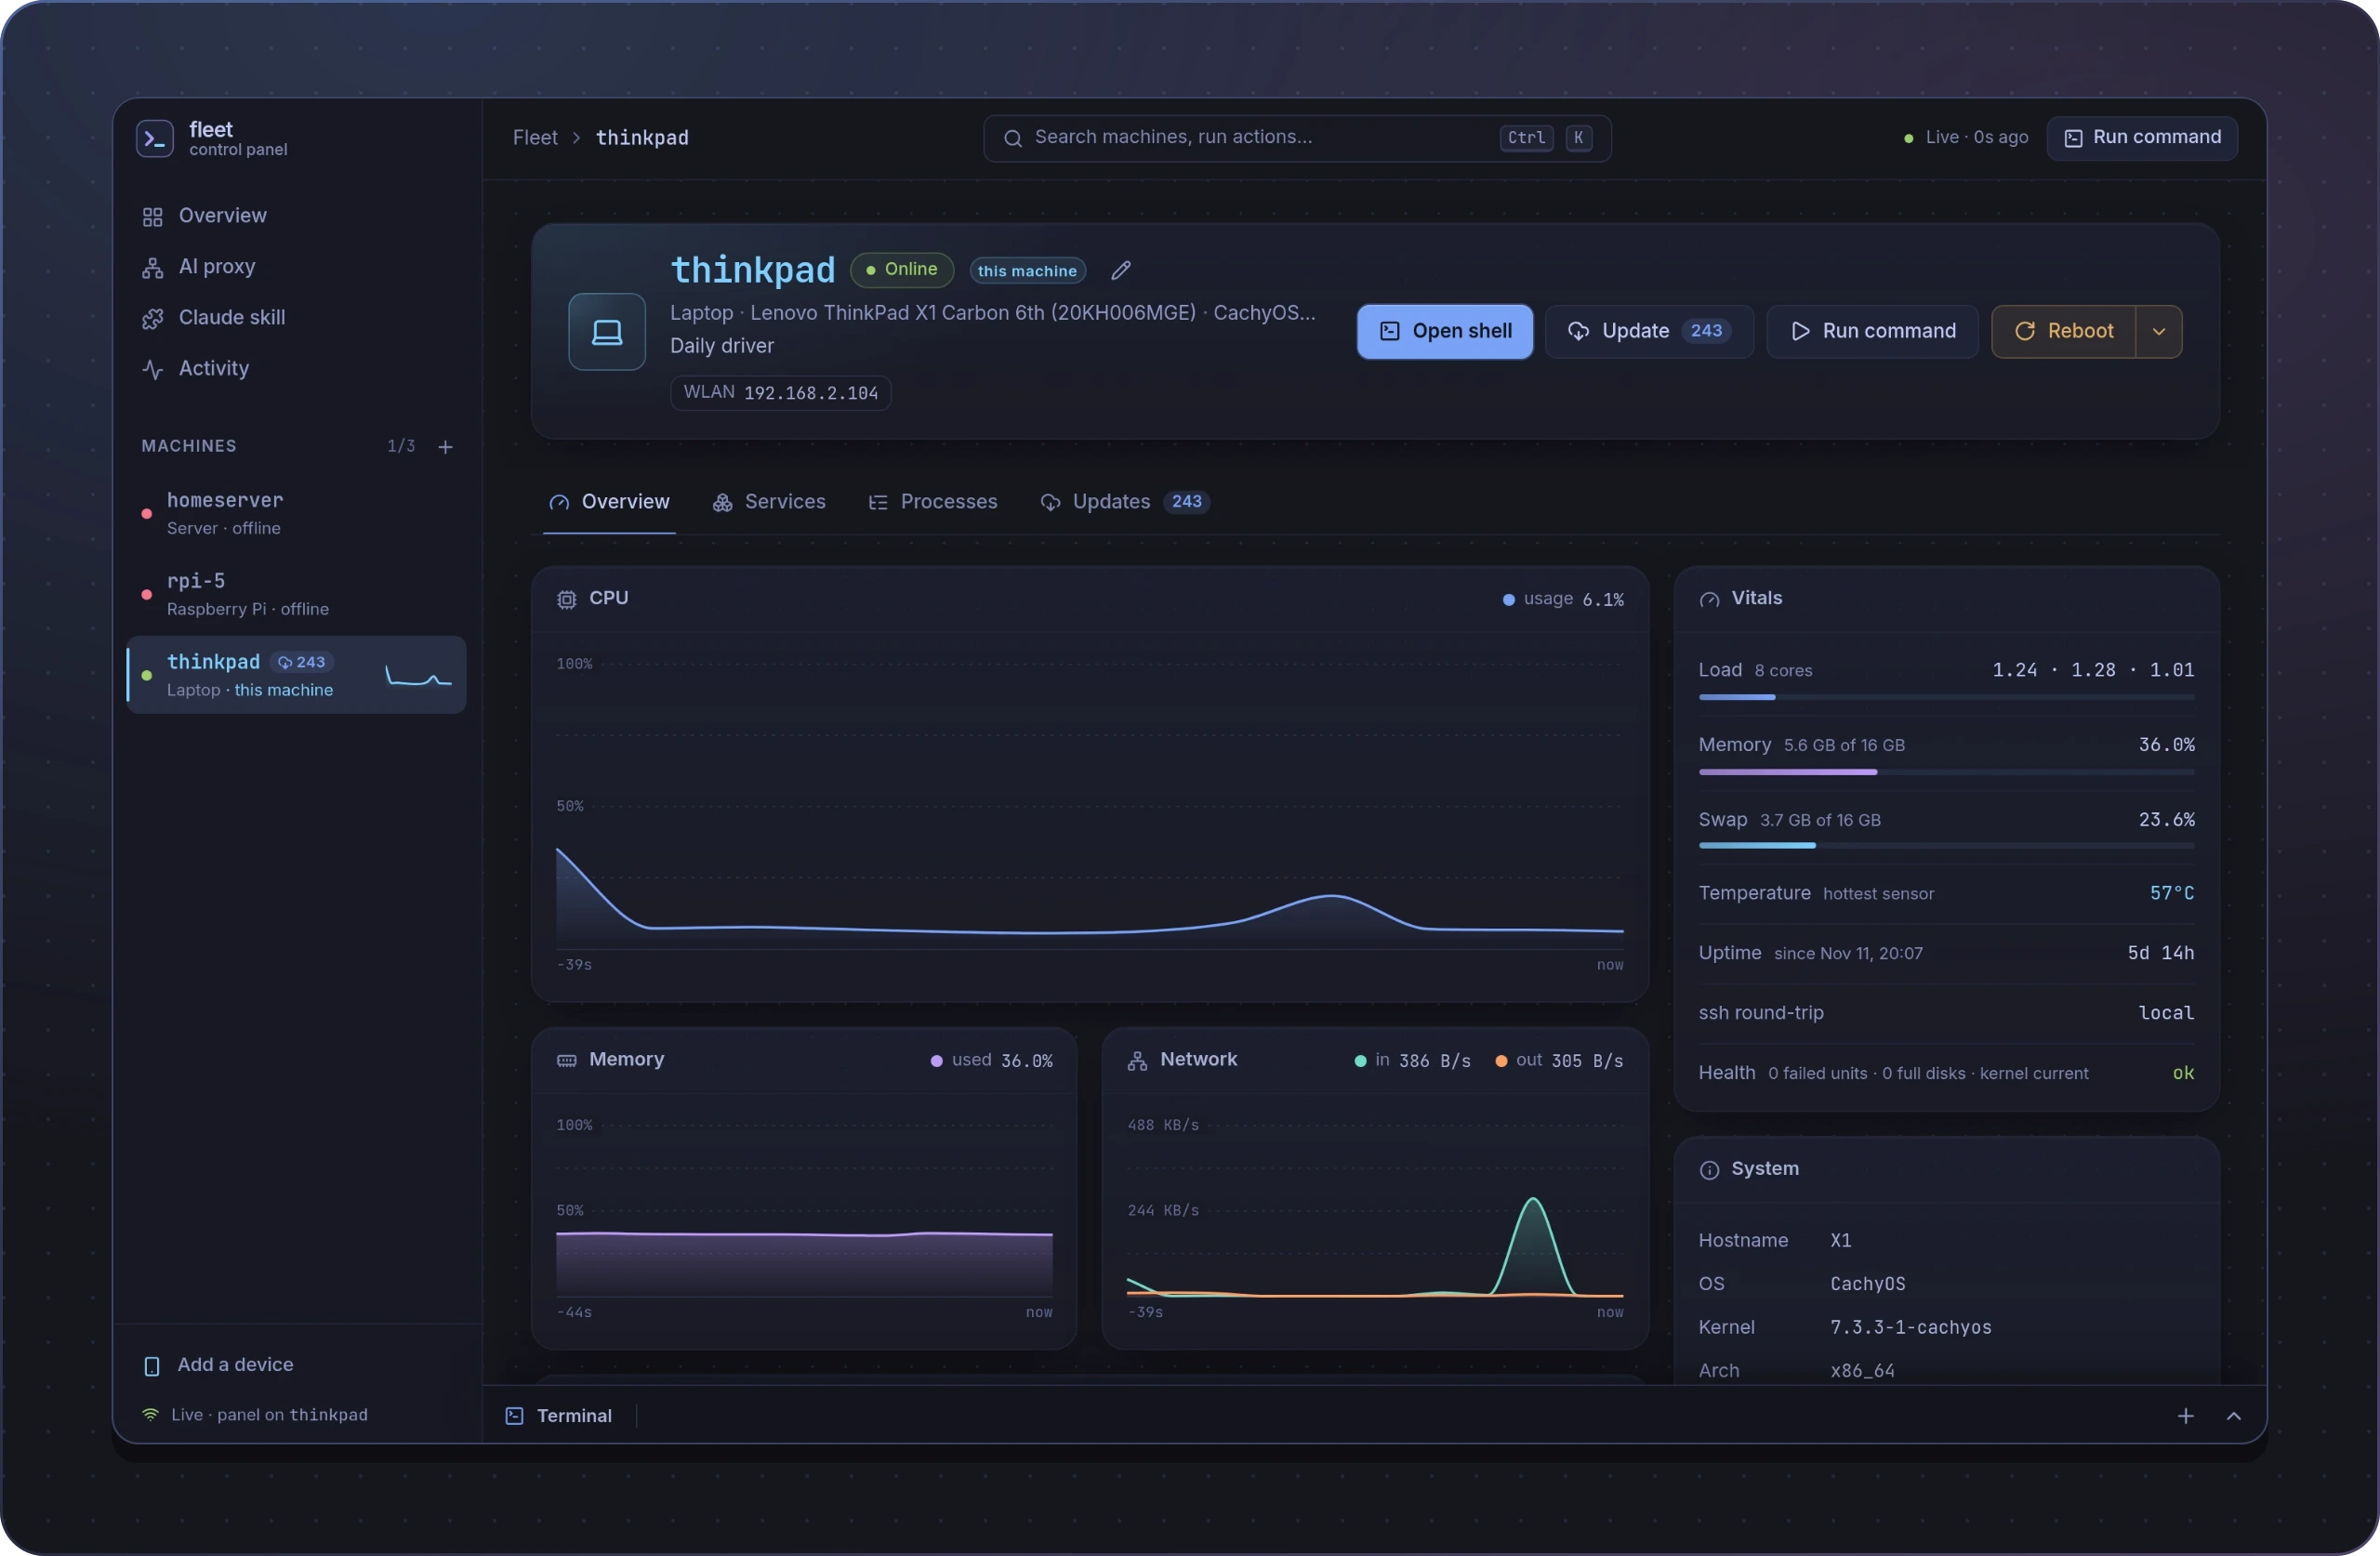 fleet
control panel
Overview
AI proxy
Claude skill
Activity
MACHINES 1/3
homeserver
Server · offline
rpi-5
Raspberry Pi · offline
thinkpad 243
Laptop · this machine
Add a device
Live · panel on thinkpad
Fleet > thinkpad
Search machines, run actions... Ctrl K
Live · 0s ago
Run command
thinkpad Online this machine
Laptop · Lenovo ThinkPad X1 Carbon 6th (20KH006MGE) · CachyOS...
Daily driver
WLAN 192.168.2.104
Open shell
Update 243
Run command
Reboot
Overview Services Processes Updates 243
CPU usage 6.1%
100%
50%
-39s now
Memory used 36.0%
100%
50%
-44s now
Network in 386 B/s out 305 B/s
488 KB/s
244 KB/s
-39s now
Vitals
Load 8 cores 1.24 · 1.28 · 1.01
Memory 5.6 GB of 16 GB 36.0%
Swap 3.7 GB of 16 GB 23.6%
Temperature hottest sensor 57°C
Uptime since Nov 11, 20:07 5d 14h
ssh round-trip local
Health 0 failed units · 0 full disks · kernel current ok
System
Hostname X1
OS CachyOS
Kernel 7.3.3-1-cachyos
Arch x86_64
Terminal